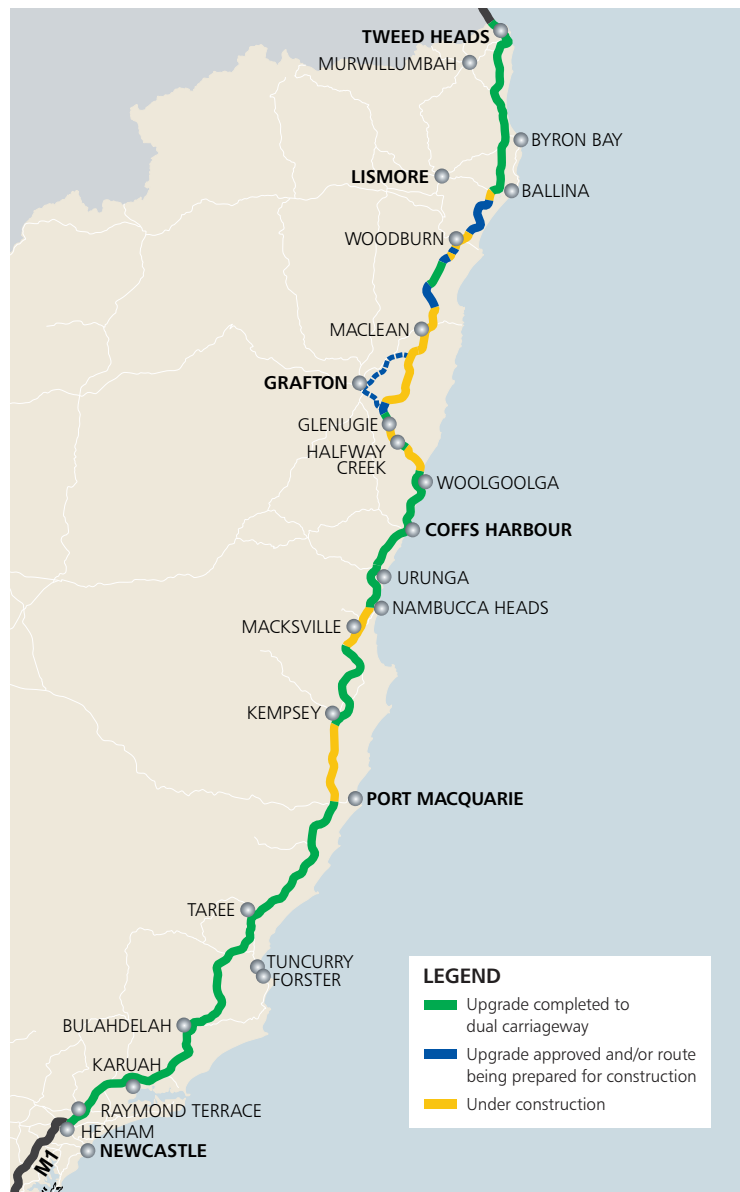 TWEED HEADS
MURWILLUMBAH
BYRON BAY
LISMORE
BALLINA
WOODBURN
MACLEAN
GRAFTON
GLENUGIE
HALFWAY
CREEK
WOOLGOOLGA
COFFS HARBOUR
URUNGA
NAMBUCCA HEADS
MACKSVILLE
KEMPSEY
PORT MACQUARIE
TAREE
TUNCURRY
FORSTER
BULAHDELAH
KARUAH
RAYMOND TERRACE
HEXHAM
NEWCASTLE
M1
LEGEND
Upgrade completed to
dual carriageway
Upgrade approved and/or route
being prepared for construction
Under construction